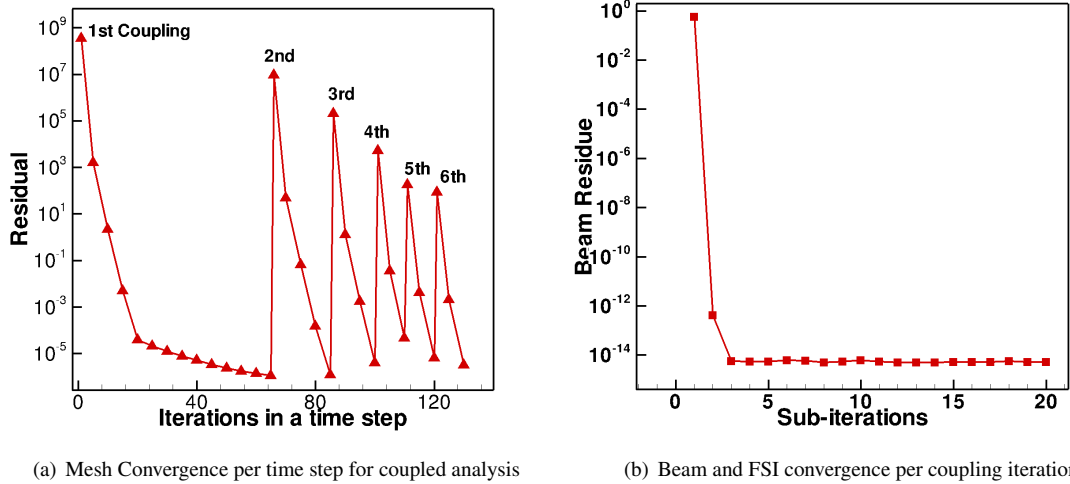 10^9
10^7
10^5
10^3
10^1
10^-1
10^-3
10^-5
Residual
1st Coupling
2nd
3rd
4th
5th
6th
0 40 80 120
Iterations in a time step
(a) Mesh Convergence per time step for coupled analysis
10^0
10^-2
10^-4
10^-6
10^-8
10^-10
10^-12
10^-14
Beam Residue
0 5 10 15 20
Sub-iterations
(b) Beam and FSI convergence per coupling iteration